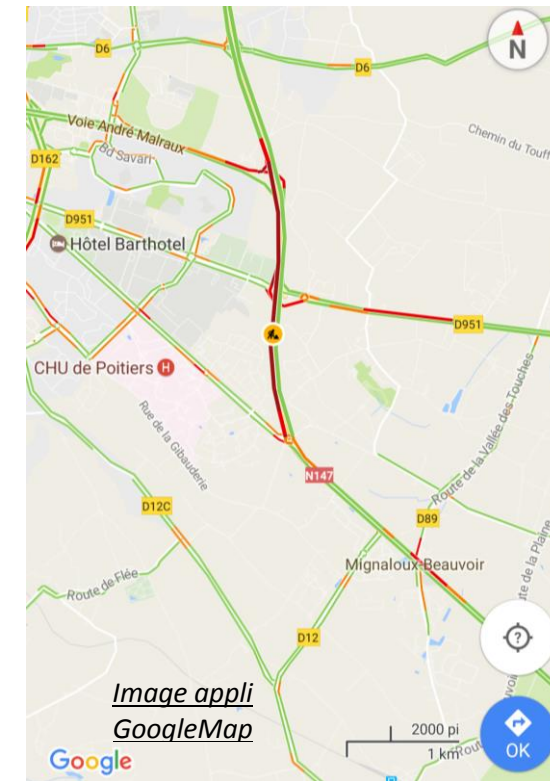 N
D6
D6
Voie André Malraux
Chemin du Touff
Bd Savari
D162
D951
Hôtel Barthotel
D951
CHU de Poitiers H
Rue de la Gibauderie
Route de la Vallée des Touches
N147
D12C
D89
Mignaloux-Beauvoir
Route de la Plaine
Route de Flée
D12
Image appli
GoogleMap
2000 pi
1 km
OK
Google